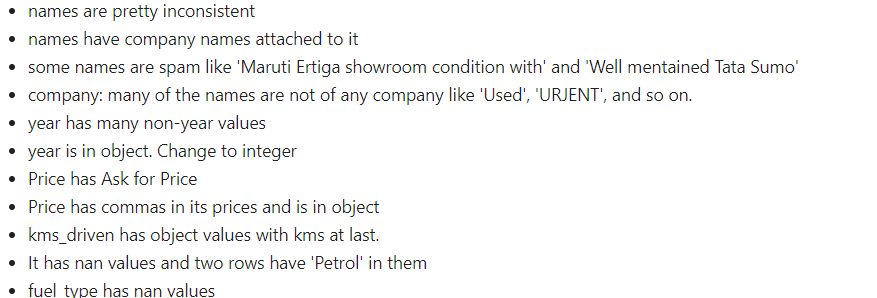 • names are pretty inconsistent
• names have company names attached to it
• some names are spam like 'Maruti Ertiga showroom condition with' and 'Well mentained Tata Sumo'
• company: many of the names are not of any company like 'Used', 'URJENT', and so on.
• year has many non-year values
• year is in object. Change to integer
• Price has Ask for Price
• Price has commas in its prices and is in object
• kms_driven has object values with kms at last.
• It has nan values and two rows have 'Petrol' in them
• fuel_type has nan values